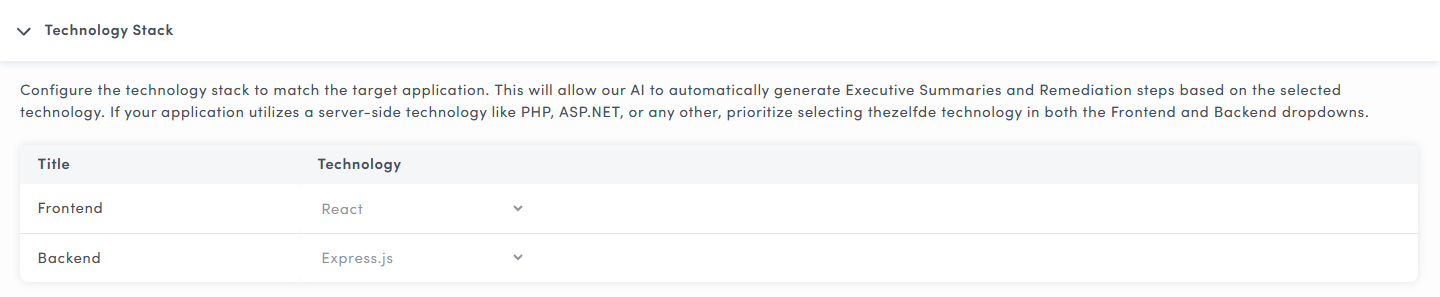 Technology Stack
Configure the technology stack to match the target application. This will allow our AI to automatically generate Executive Summaries and Remediation steps based on the selected
technology. If your application utilizes a server-side technology like PHP, ASP.NET, or any other, prioritize selecting thezelfde technology in both the Frontend and Backend dropdowns.
Title Technology
Frontend React
Backend Express.js